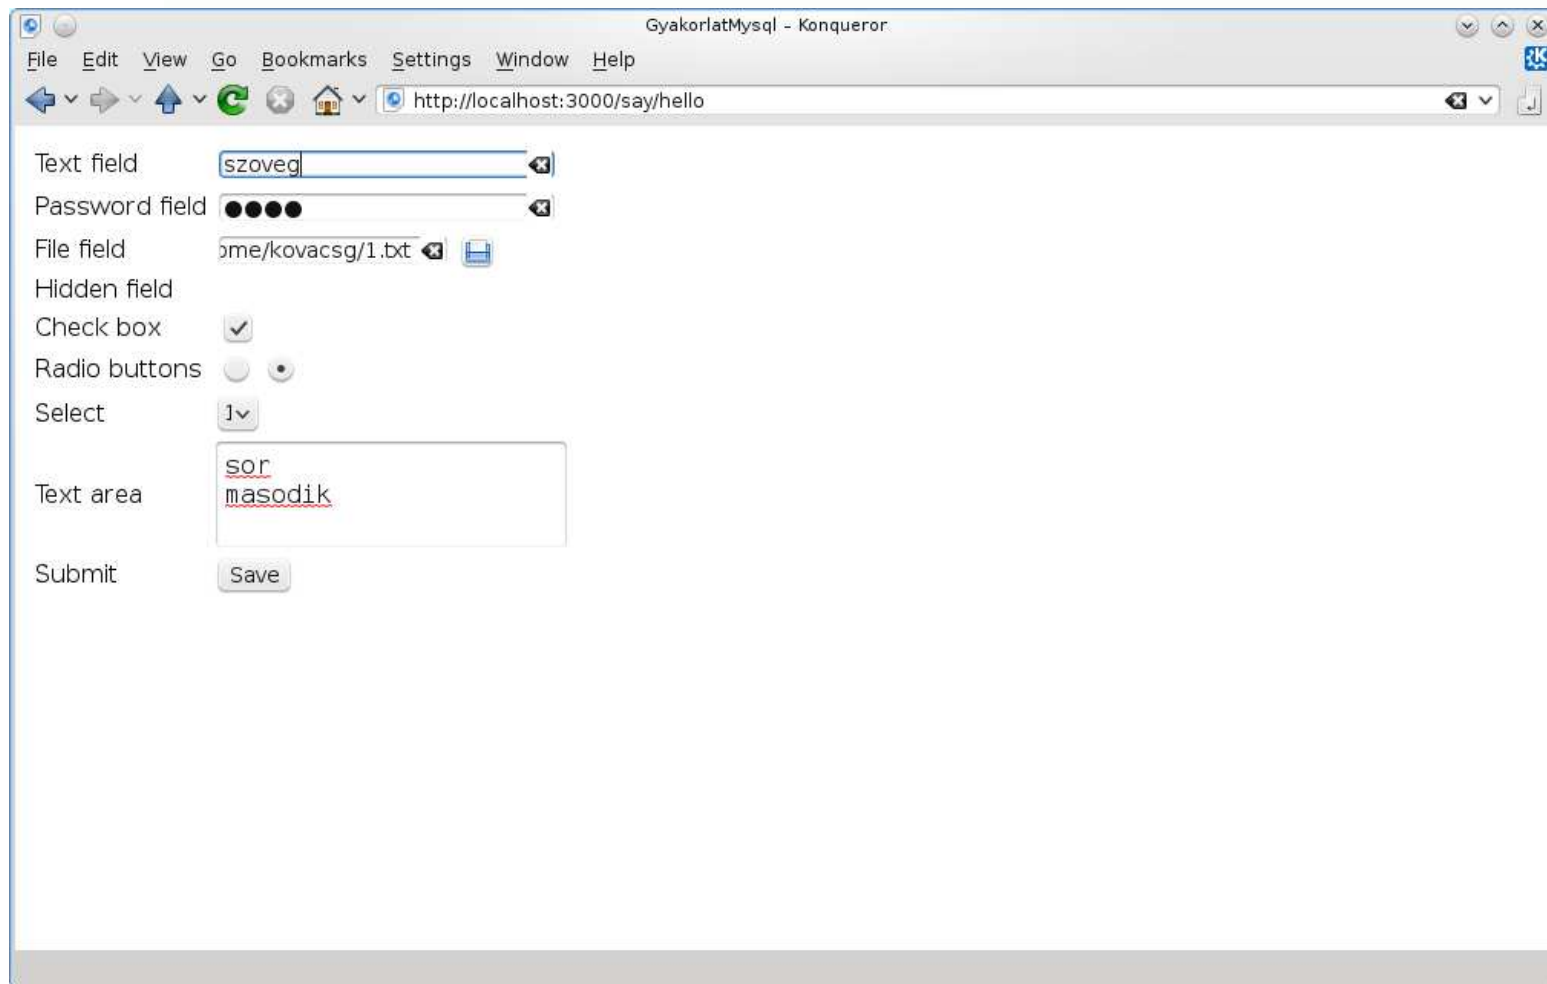 GyakorlatMysql - Konqueror
File Edit View Go Bookmarks Settings Window Help
http://localhost:3000/say/hello
Text field szoveg
Password field ●●●●
File field ome/kovacsg/1.txt
Hidden field
Check box
Radio buttons
Select 1
Text area
sor
masodik
Submit Save